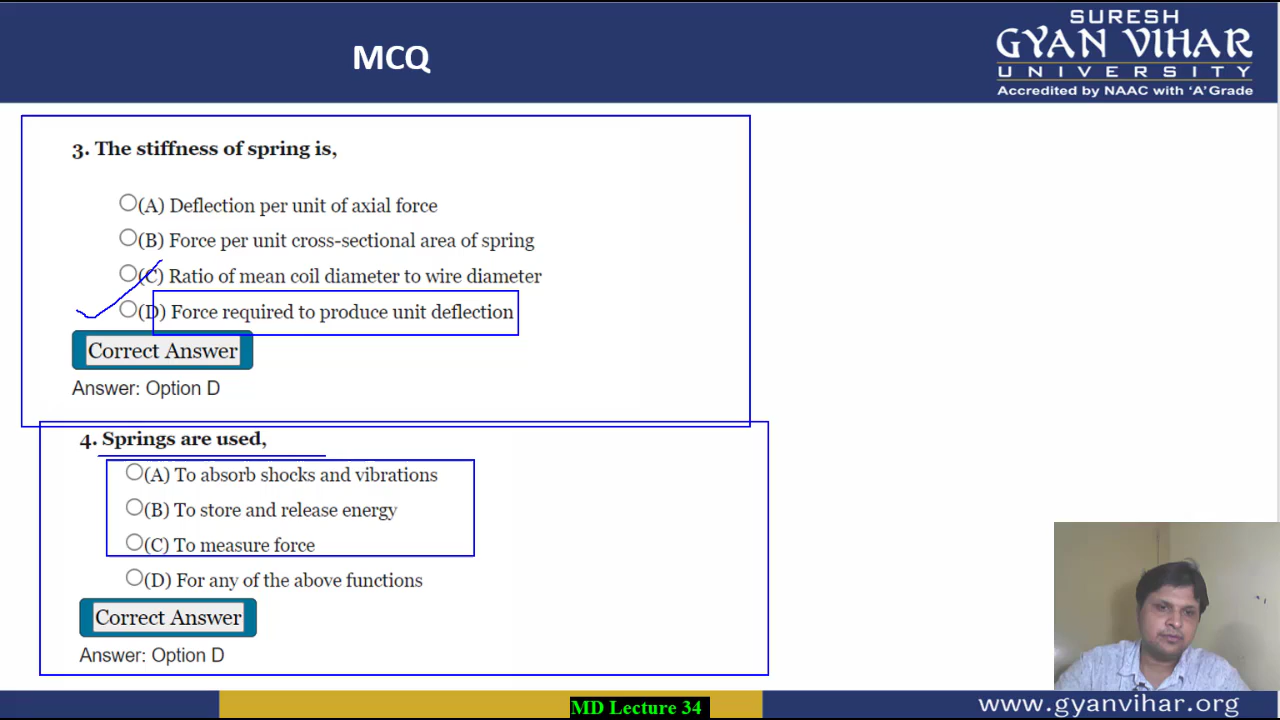 MCQ
SURESH
GYAN VIHAR
UNIVERSITY
Accredited by NAAC with 'A' Grade
3. The stiffness of spring is,
(A) Deflection per unit of axial force
(B) Force per unit cross-sectional area of spring
(C) Ratio of mean coil diameter to wire diameter
(D) Force required to produce unit deflection
Correct Answer
Answer: Option D
4. Springs are used,
(A) To absorb shocks and vibrations
(B) To store and release energy
(C) To measure force
(D) For any of the above functions
Correct Answer
Answer: Option D
MD Lecture 34
www.gyanvihar.org